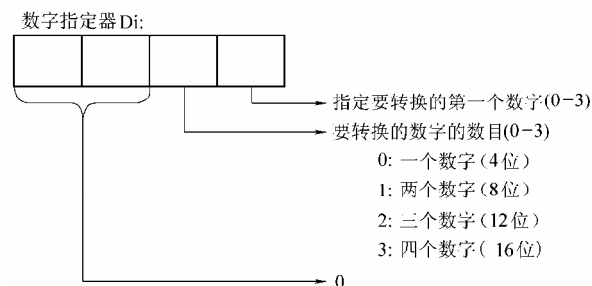 数字指定器Di:
指定要转换的第一个数字(0-3)
要转换的数字的数目(0-3)
0: 一个数字(4位)
1: 两个数字(8位)
2: 三个数字(12位)
3: 四个数字( 16位)
0